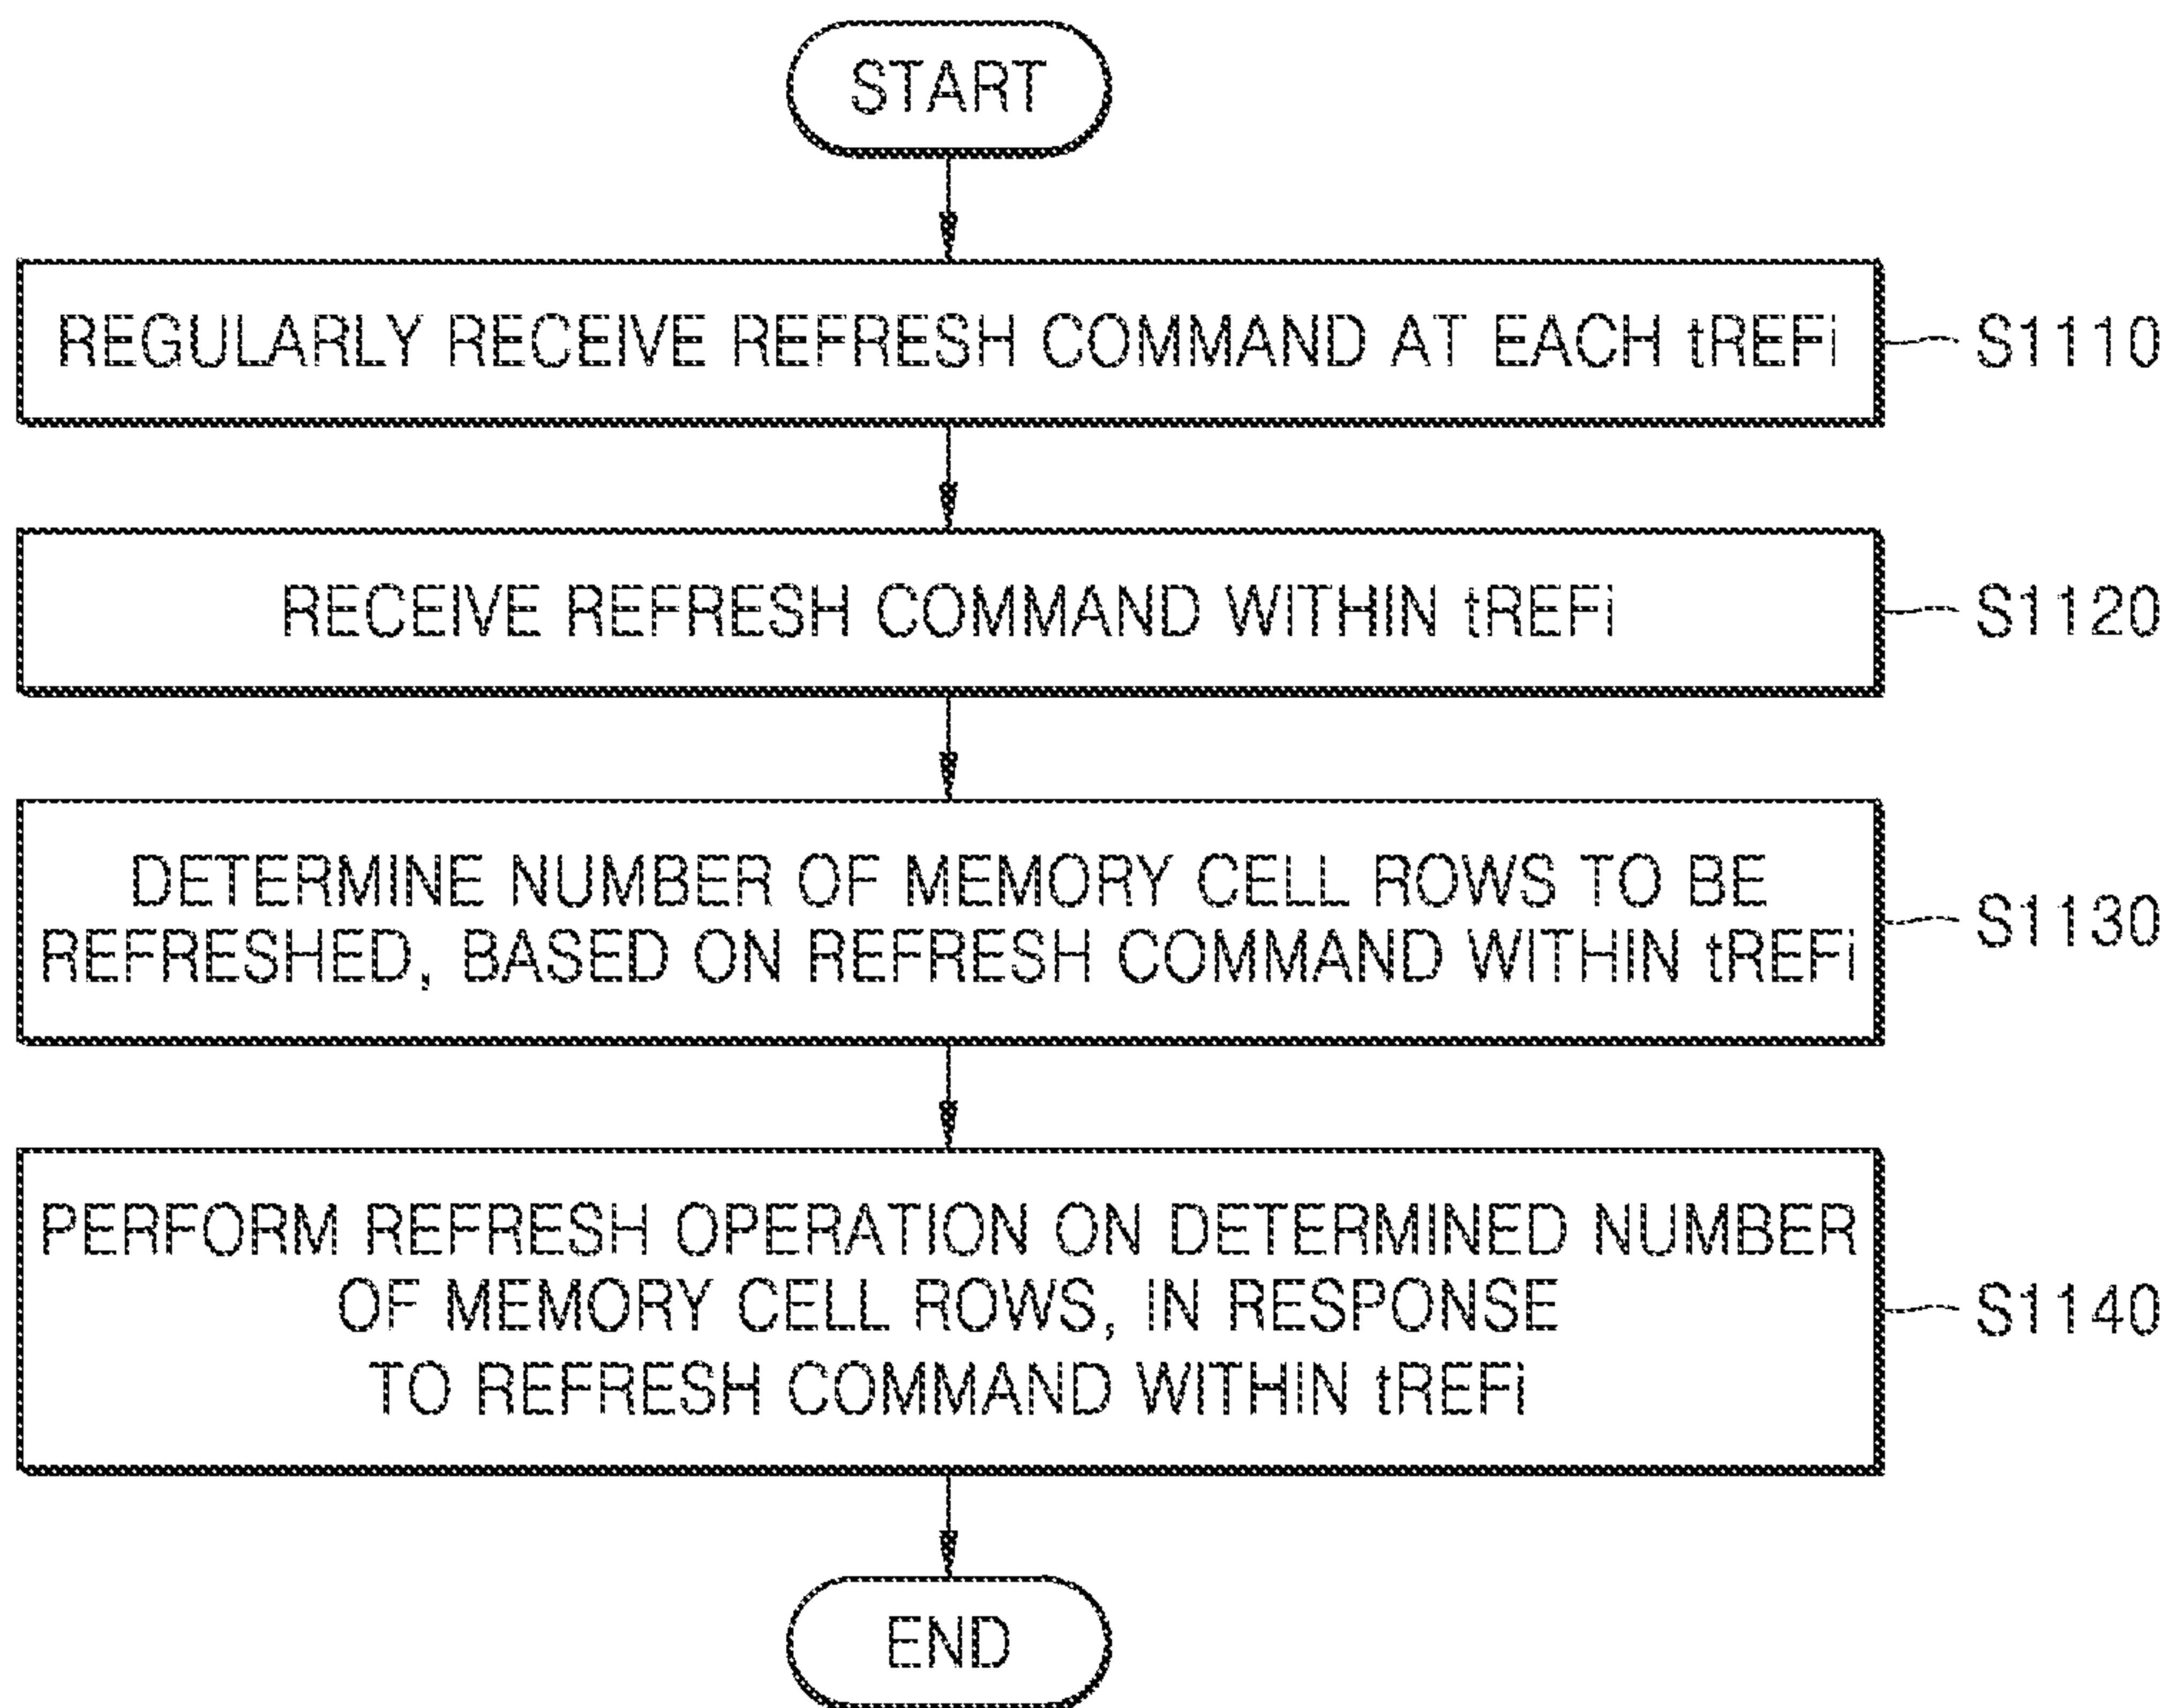 START
REGULARLY RECEIVE REFRESH COMMAND AT EACH tREFi
S1110
RECEIVE REFRESH COMMAND WITHIN tREFi
S1120
DETERMINE NUMBER OF MEMORY CELL ROWS TO BE
REFRESHED, BASED ON REFRESH COMMAND WITHIN tREFi
S1130
PERFORM REFRESH OPERATION ON DETERMINED NUMBER
OF MEMORY CELL ROWS, IN RESPONSE
TO REFRESH COMMAND WITHIN tREFi
S1140
END